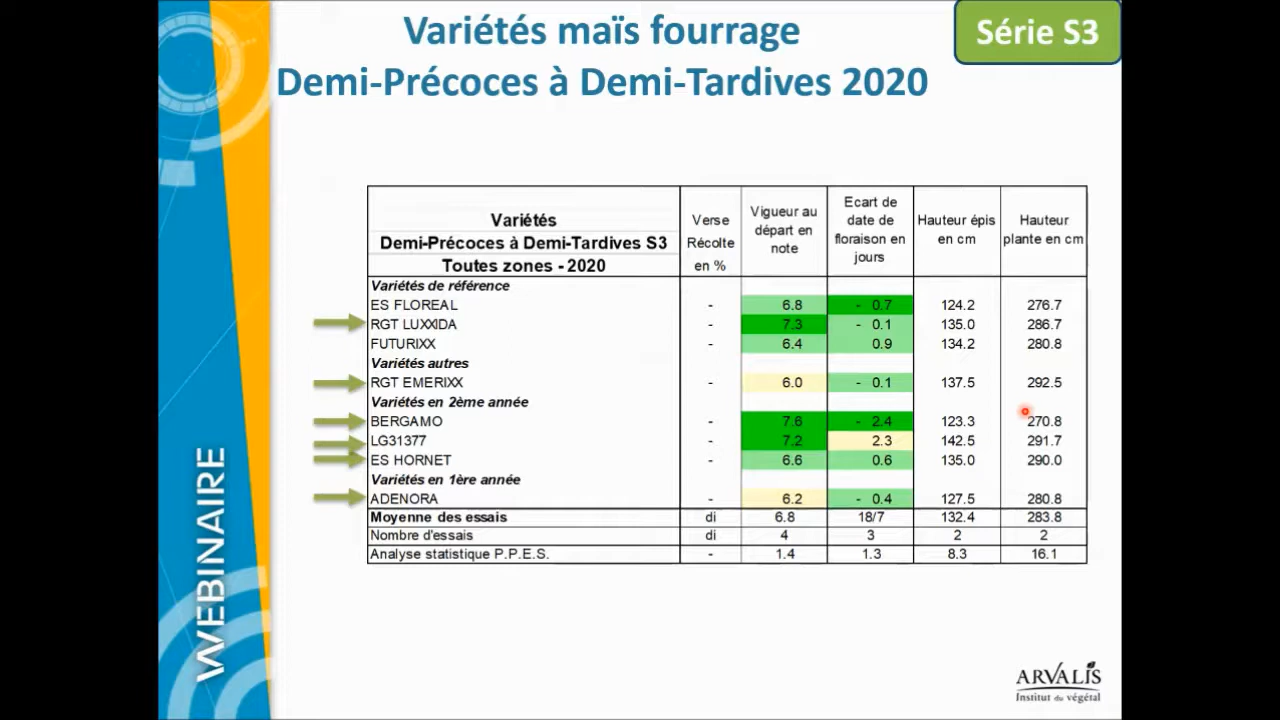 Variétés maïs fourrage
Demi-Précoces à Demi-Tardives 2020
Série S3
WEBINAIRE
Variétés
Demi-Précoces à Demi-Tardives S3
Toutes zones - 2020
Verse
Récolte
en %
Vigueur au
départ en
note
Ecart de
date de
floraison en
jours
Hauteur épis
en cm
Hauteur
plante en cm
Variétés de référence
ES FLOREAL - 6.8 - 0.7 124.2 276.7
RGT LUXXIDA - 7.3 - 0.1 135.0 286.7
FUTURIXX - 6.4 0.9 134.2 280.8
Variétés autres
RGT EMERIXX - 6.0 - 0.1 137.5 292.5
Variétés en 2ème année
BERGAMO - 7.6 - 2.4 123.3 270.8
LG31377 - 7.2 2.3 142.5 291.7
ES HORNET - 6.6 0.6 135.0 290.0
Variétés en 1ère année
ADENORA - 6.2 - 0.4 127.5 280.8
Moyenne des essais di 6.8 18/7 132.4 283.8
Nombre d'essais di 4 3 2 2
Analyse statistique P.P.E.S. - 1.4 1.3 8.3 16.1
ARVALIS
Institut du végétal